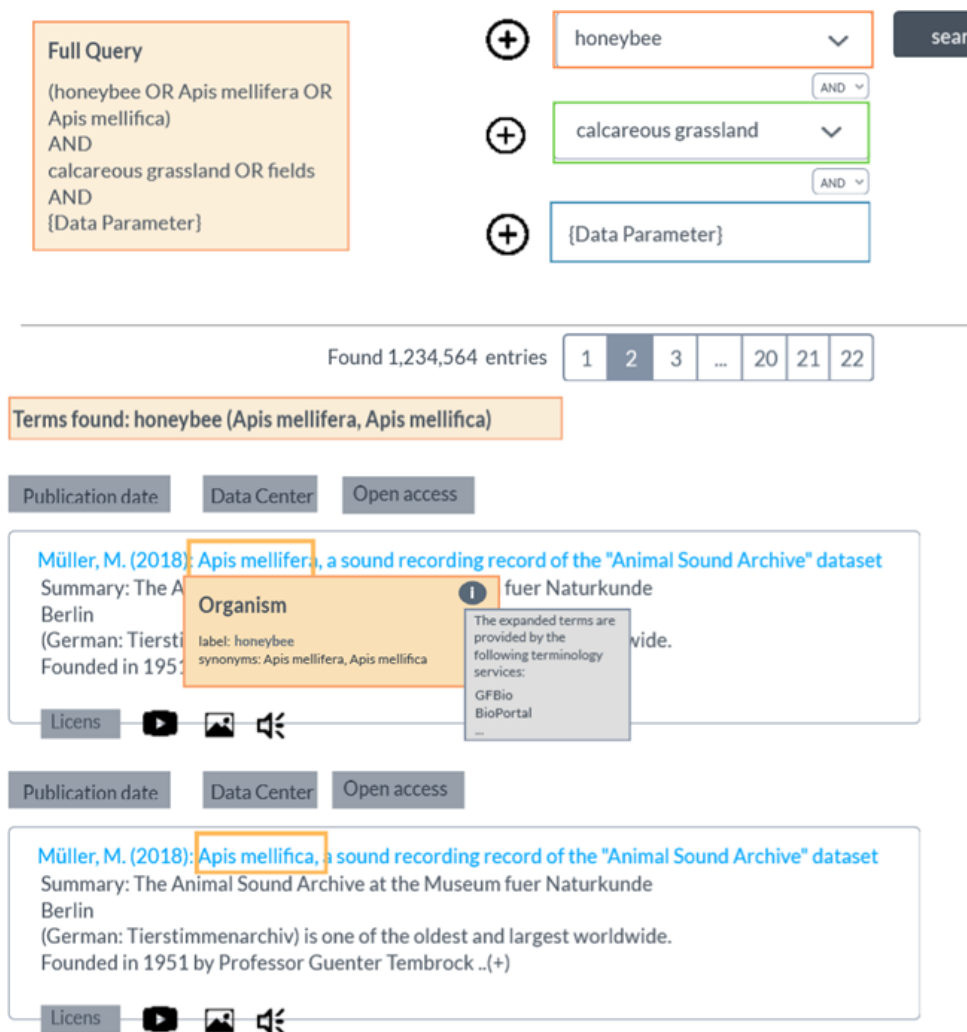 Full Query
(honeybee OR Apis mellifera OR
Apis mellifica)
AND
calcareous grassland OR fields
AND
{Data Parameter}
honeybee
AND
calcareous grassland
AND
{Data Parameter}
sear
Found 1,234,564 entries
1 2 3 ... 20 21 22
Terms found: honeybee (Apis mellifera, Apis mellifica)
Publication date
Data Center
Open access
Müller, M. (2018): Apis mellifera, a sound recording record of the "Animal Sound Archive" dataset
Summary: The A fuer Naturkunde
Berlin
(German: Tiersti wide.
Founded in 1951
Organism
label: honeybee
synonyms: Apis mellifera, Apis mellifica
i
The expanded terms are
provided by the
following terminology
services:
GFBio
BioPortal
...
Licens
Publication date
Data Center
Open access
Müller, M. (2018): Apis mellifica, a sound recording record of the "Animal Sound Archive" dataset
Summary: The Animal Sound Archive at the Museum fuer Naturkunde
Berlin
(German: Tierstimmenarchiv) is one of the oldest and largest worldwide.
Founded in 1951 by Professor Guenter Tembrock ..(+)
Licens